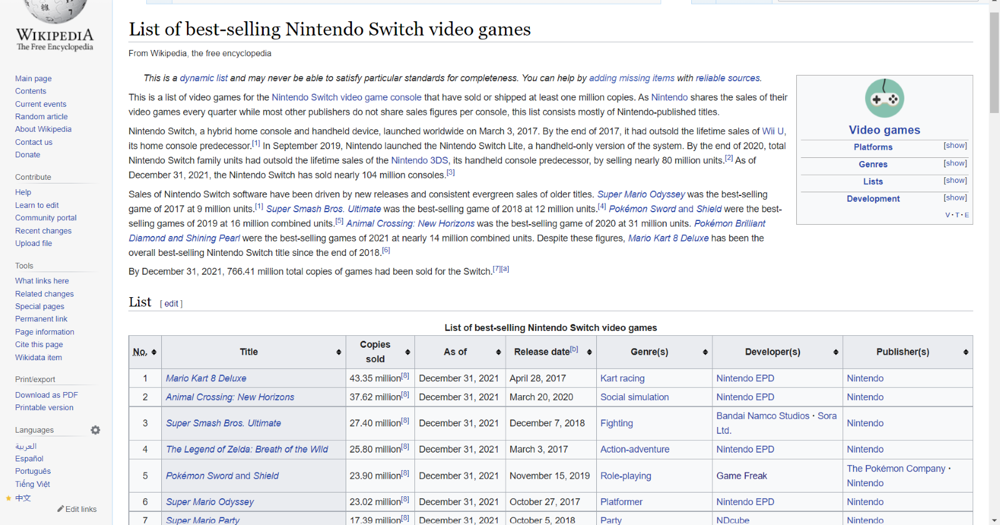 WIKIPEDIA
The Free Encyclopedia
Main page
Contents
Current events
Random article
About Wikipedia
Contact us
Donate
Contribute
Help
Learn to edit
Community portal
Recent changes
Upload file
Tools
What links here
Related changes
Special pages
Permanent link
Page information
Cite this page
Wikidata item
Print/export
Download as PDF
Printable version
Languages
العربية
Español
Português
Tiếng Việt
中文
Edit links
List of best-selling Nintendo Switch video games
From Wikipedia, the free encyclopedia
This is a dynamic list and may never be able to satisfy particular standards for completeness. You can help by adding missing items with reliable sources.
This is a list of video games for the Nintendo Switch video game console that have sold or shipped at least one million copies. As Nintendo shares the sales of their
video games every quarter while most other publishers do not share sales figures per console, this list consists mostly of Nintendo-published titles.
Nintendo Switch, a hybrid home console and handheld device, launched worldwide on March 3, 2017. By the end of 2017, it had outsold the lifetime sales of Wii U,
its home console predecessor.[1] In September 2019, Nintendo launched the Nintendo Switch Lite, a handheld-only version of the system. By the end of 2020, total
Nintendo Switch family units had outsold the lifetime sales of the Nintendo 3DS, its handheld console predecessor, by selling nearly 80 million units.[2] As of
December 31, 2021, the Nintendo Switch has sold nearly 104 million consoles.[3]
Sales of Nintendo Switch software have been driven by new releases and consistent evergreen sales of older titles. Super Mario Odyssey was the best-selling
game of 2017 at 9 million units.[1] Super Smash Bros. Ultimate was the best-selling game of 2018 at 12 million units.[4] Pokémon Sword and Shield were the best-
selling games of 2019 at 16 million combined units.[5] Animal Crossing: New Horizons was the best-selling game of 2020 at 31 million units. Pokémon Brilliant
Diamond and Shining Pearl were the best-selling games of 2021 at nearly 14 million combined units. Despite these figures, Mario Kart 8 Deluxe has been the
overall best-selling Nintendo Switch title since the end of 2018.[6]
By December 31, 2021, 766.41 million total copies of games had been sold for the Switch.[7][a]
Video games
Platforms [show]
Genres [show]
Lists [show]
Development [show]
V · T · E
List [ edit ]
List of best-selling Nintendo Switch video games
No. Title Copies sold As of Release date[b] Genre(s) Developer(s) Publisher(s)
1 Mario Kart 8 Deluxe 43.35 million[8] December 31, 2021 April 28, 2017 Kart racing Nintendo EPD Nintendo
2 Animal Crossing: New Horizons 37.62 million[8] December 31, 2021 March 20, 2020 Social simulation Nintendo EPD Nintendo
3 Super Smash Bros. Ultimate 27.40 million[8] December 31, 2021 December 7, 2018 Fighting Bandai Namco Studios · Sora Ltd. Nintendo
4 The Legend of Zelda: Breath of the Wild 25.80 million[8] December 31, 2021 March 3, 2017 Action-adventure Nintendo EPD Nintendo
5 Pokémon Sword and Shield 23.90 million[8] December 31, 2021 November 15, 2019 Role-playing Game Freak The Pokémon Company · Nintendo
6 Super Mario Odyssey 23.02 million[8] December 31, 2021 October 27, 2017 Platformer Nintendo EPD Nintendo
7 Super Mario Party 17.39 million[8] December 31, 2021 October 5, 2018 Party NDcube Nintendo